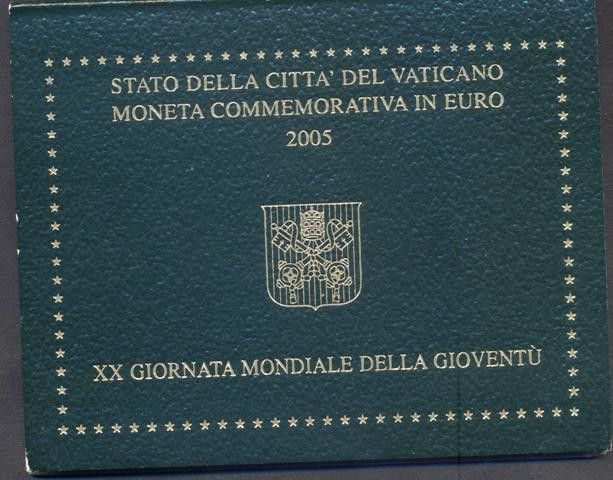 STATO DELLA CITTA' DEL VATICANO
MONETA COMMEMORATIVA IN EURO
2005
XX GIORNATA MONDIALE DELLA GIOVENTÙ